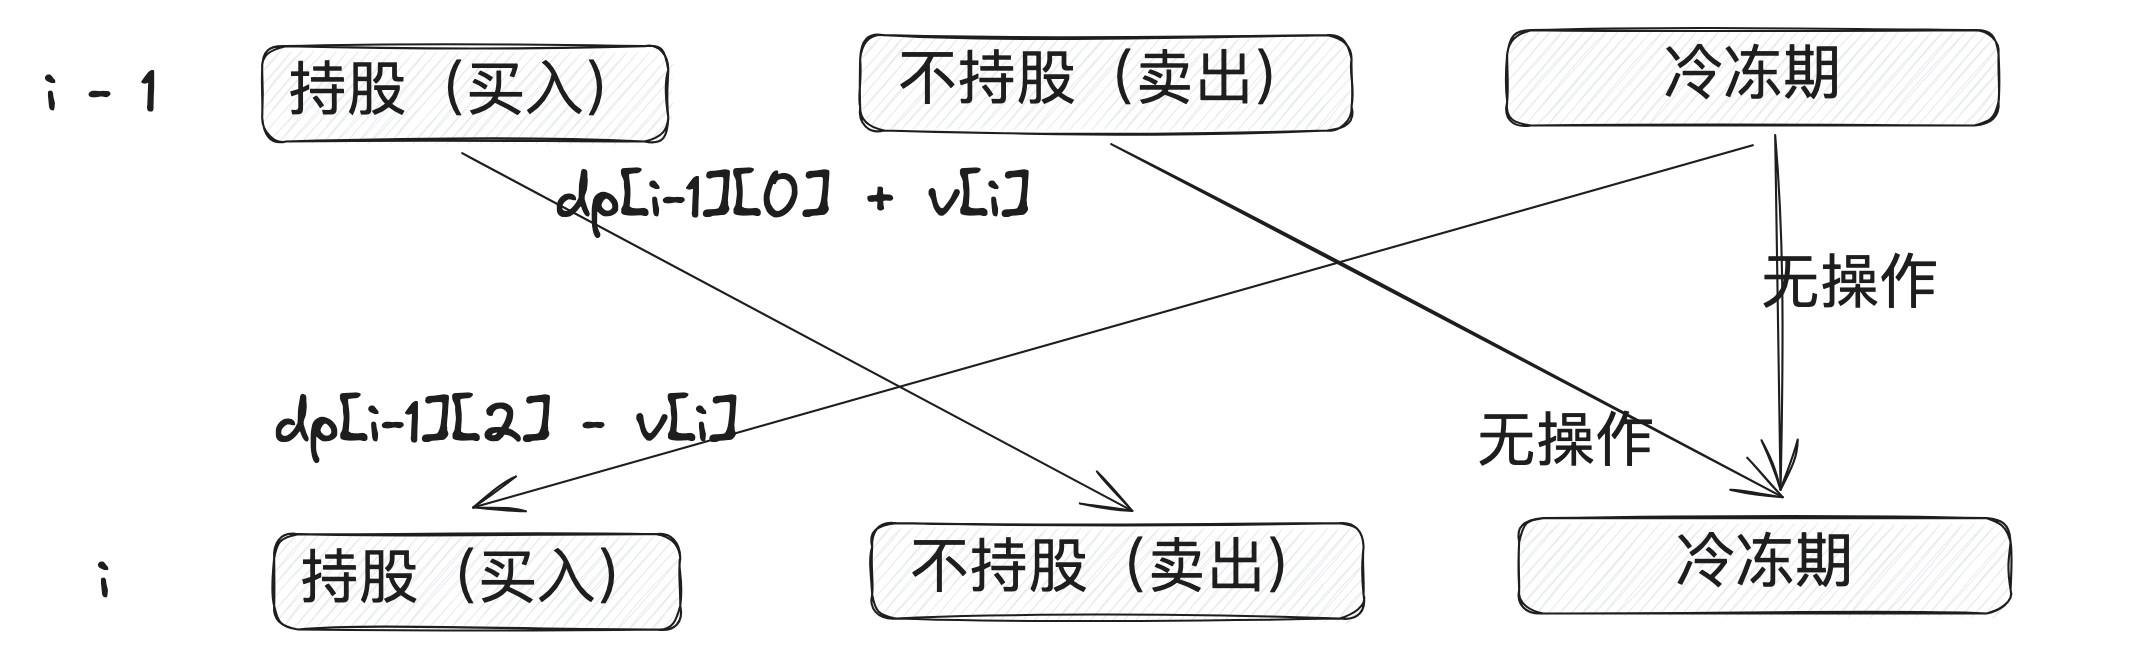 i - 1
持股（买入）
不持股（卖出）
冷冻期
dp[i-1][0] + v[i]
无操作
dp[i-1][2] - v[i]
无操作
i
持股（买入）
不持股（卖出）
冷冻期